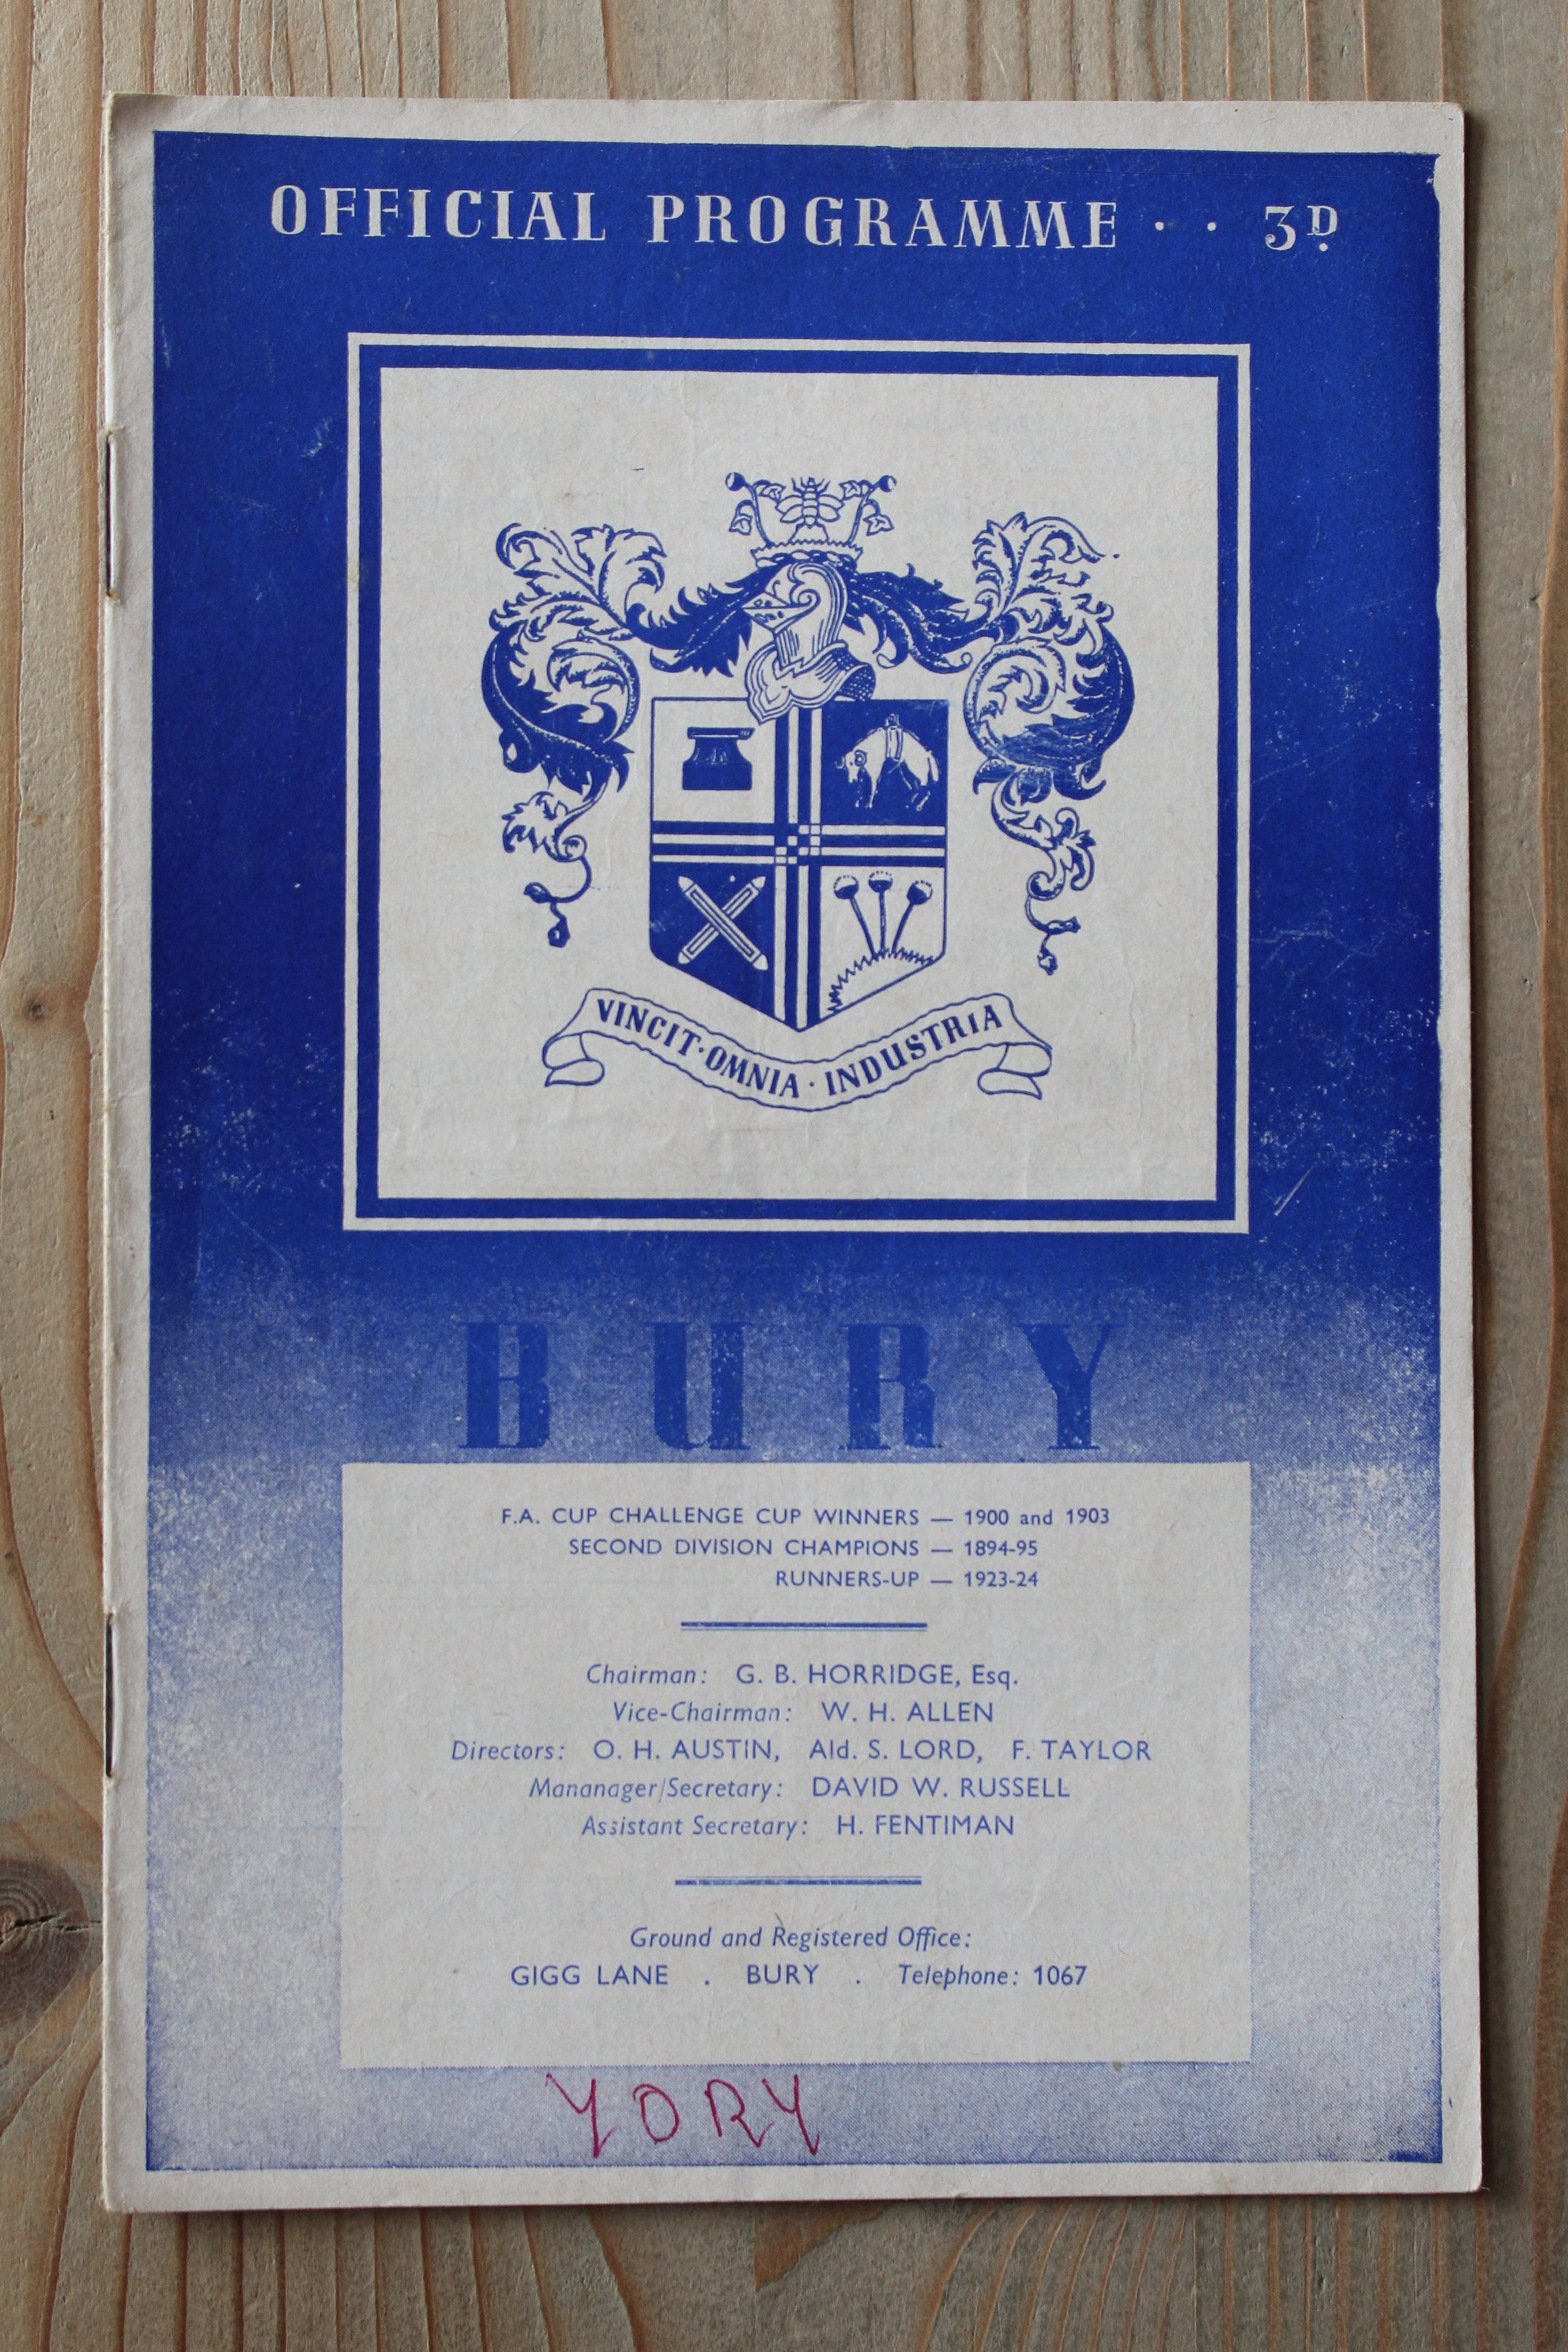 OFFICIAL PROGRAMME · · 3D.
VINCIT · OMNIA · INDUSTRIA
BURY
F.A. CUP CHALLENGE CUP WINNERS — 1900 and 1903
SECOND DIVISION CHAMPIONS — 1894-95
RUNNERS-UP — 1923-24
Chairman: G. B. HORRIDGE, Esq.
Vice-Chairman: W. H. ALLEN
Directors: O. H. AUSTIN, Ald. S. LORD, F. TAYLOR
Mananager/Secretary: DAVID W. RUSSELL
Assistant Secretary: H. FENTIMAN
Ground and Registered Office:
GIGG LANE . BURY . Telephone: 1067
YORY